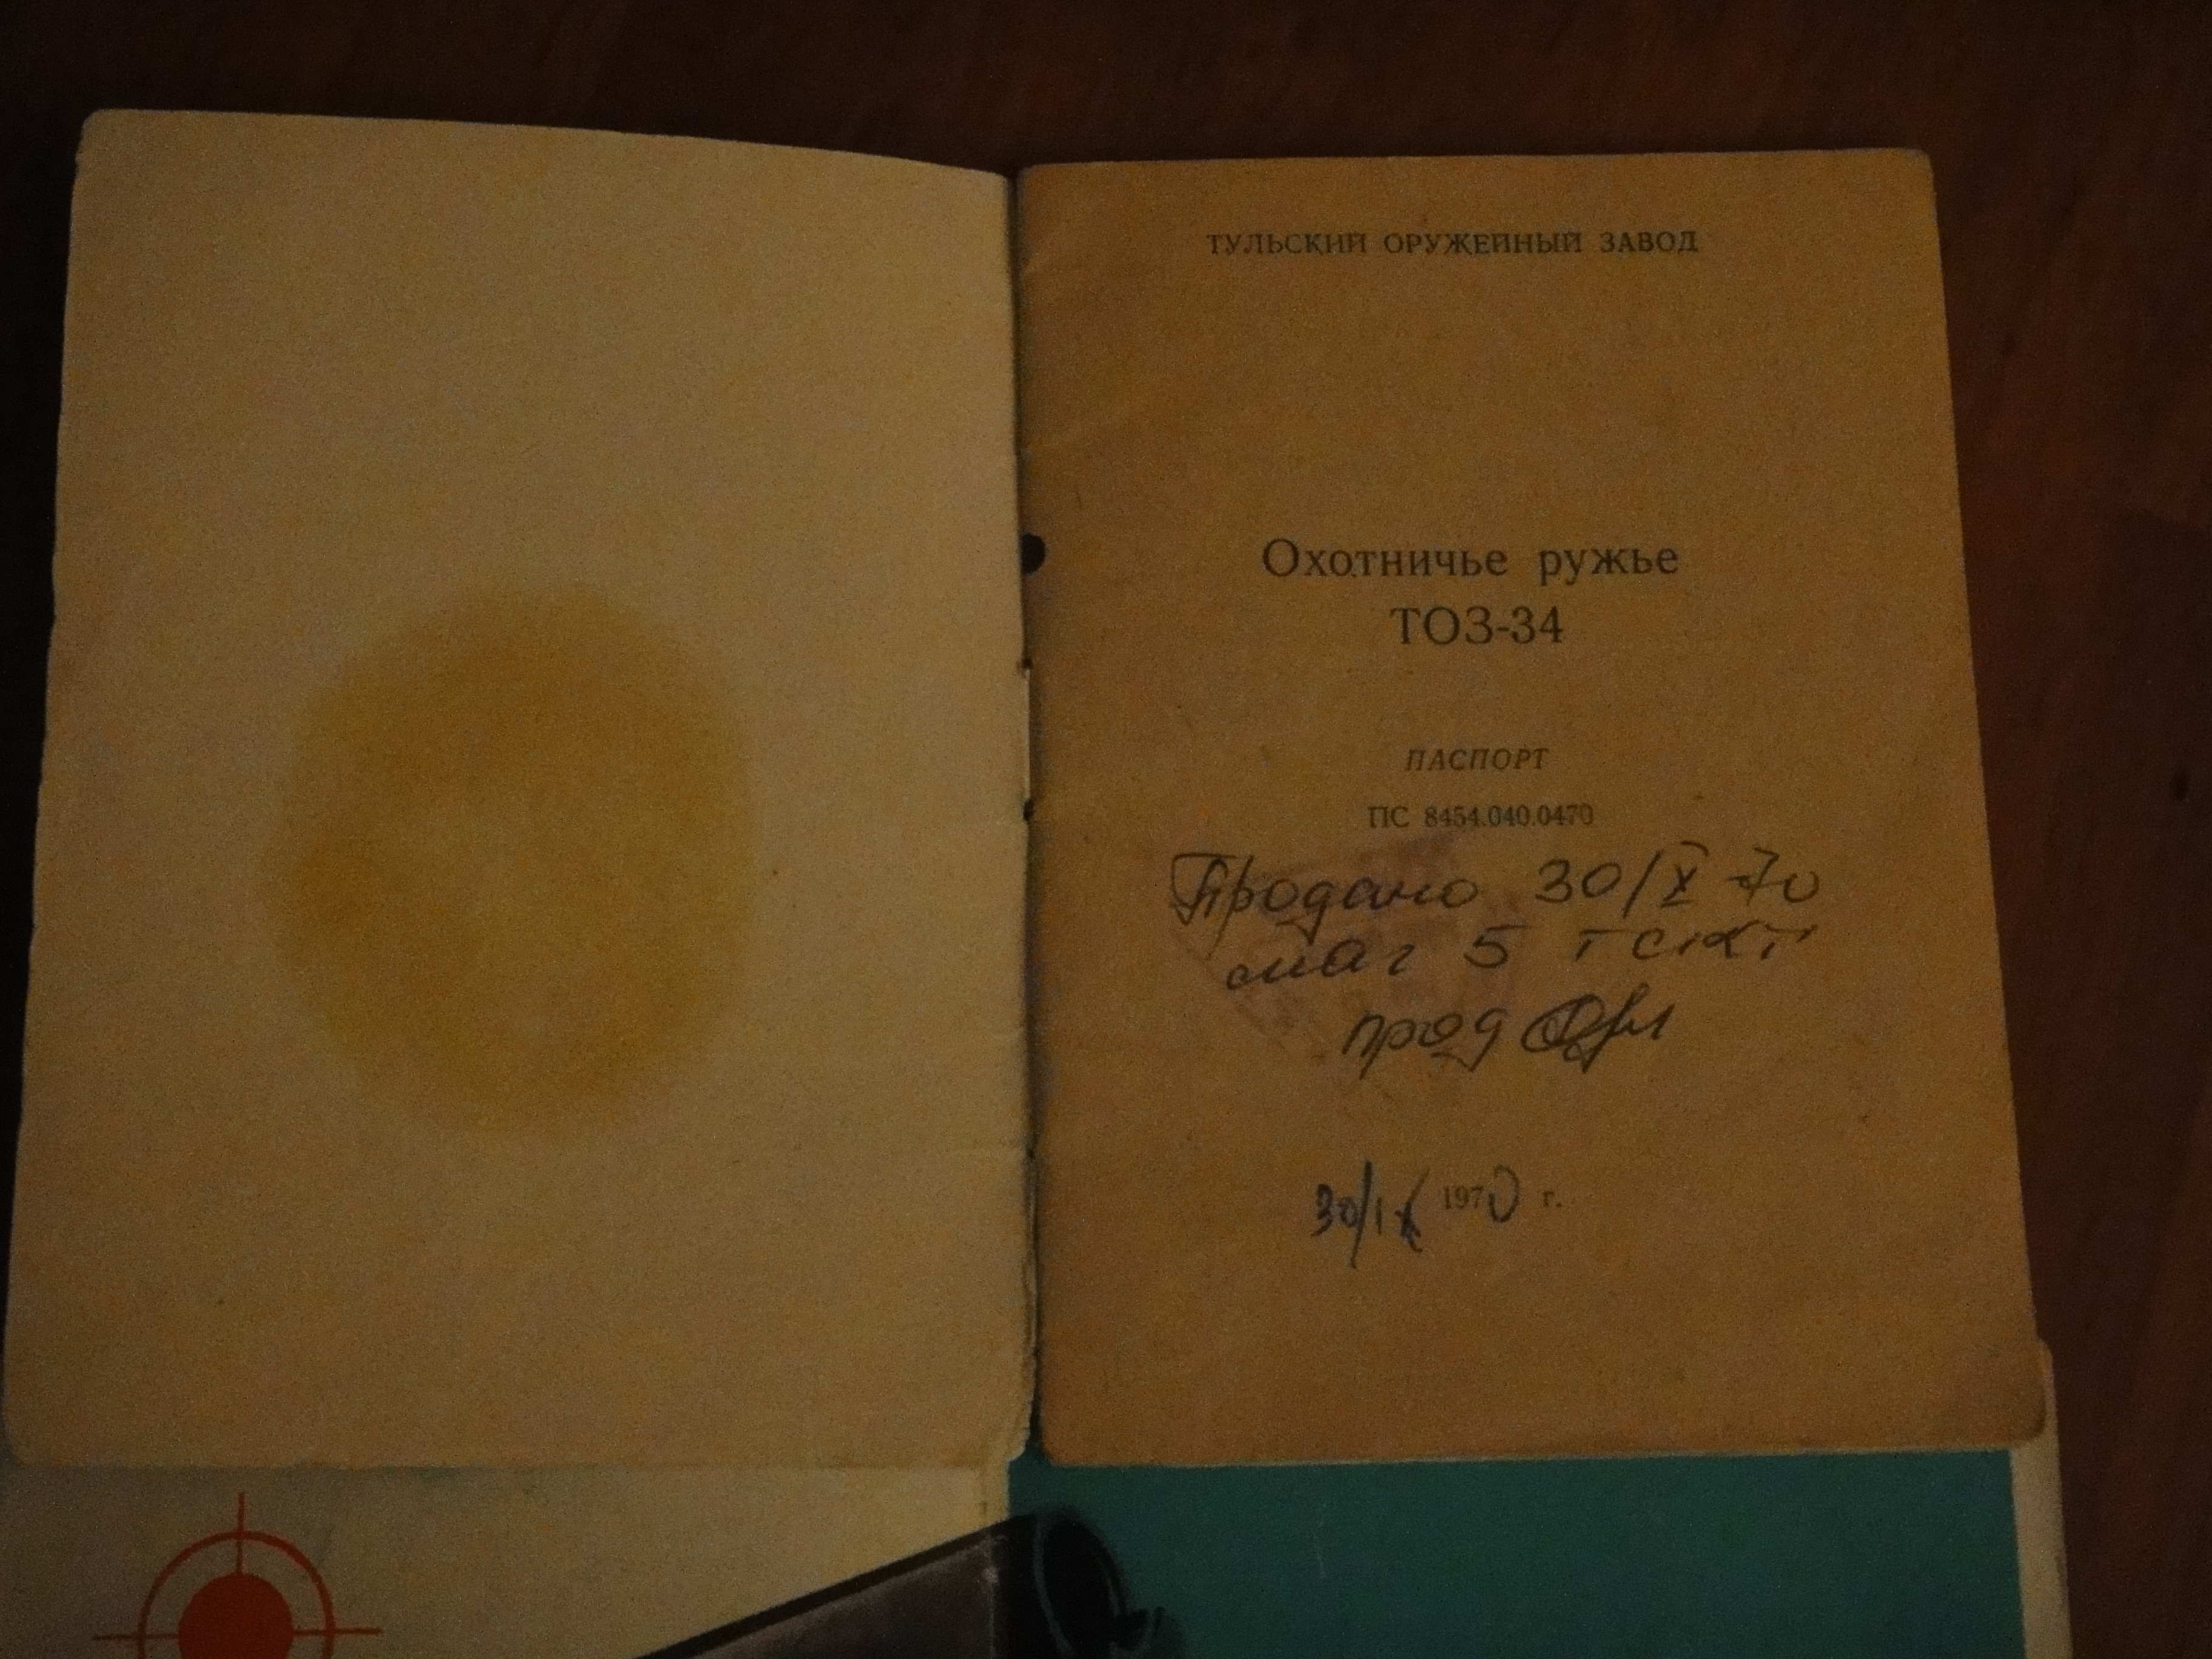 ТУЛЬСКИЙ ОРУЖЕЙНЫЙ ЗАВОД
Охотничье ружье
ТОЗ-34
ПАСПОРТ
ПС 8454.040.0470
Продано 30/X 70
маг 5
прод
30/IX 1970 г.